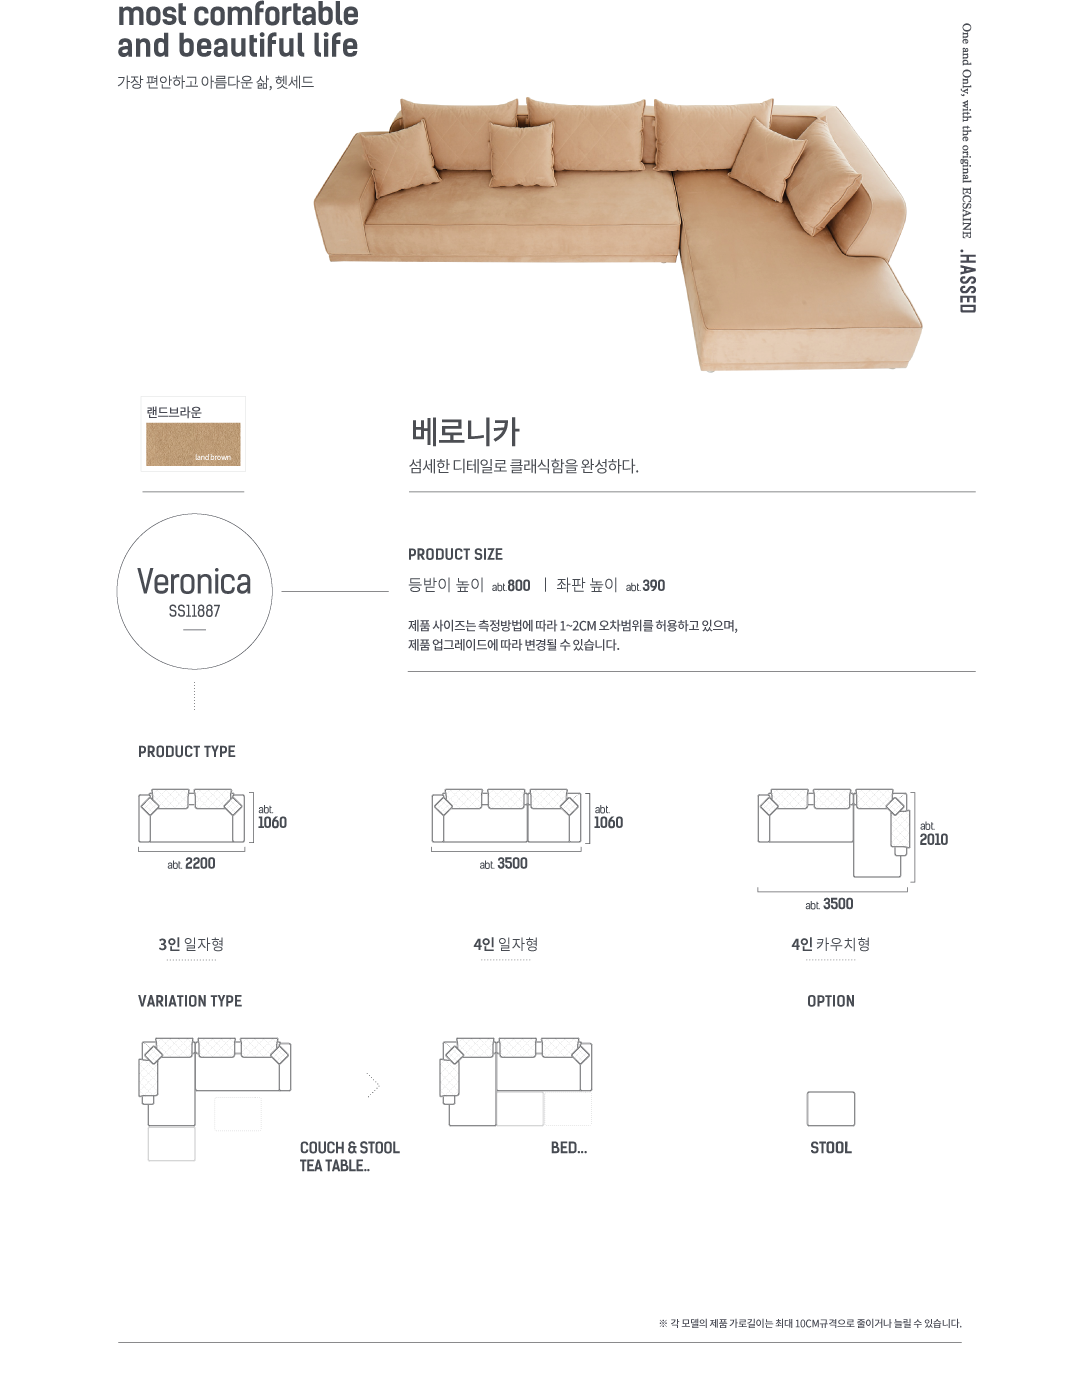 most comfortable
and beautiful life
가장 편안하고 아름다운 삶, 헷세드
One and Only, with the original ECSAINE .HASSED
랜드브라운
land brown.
베로니카
섬세한 디테일로 클래식함을 완성하다.
Veronica
SS11887
PRODUCT SIZE
등받이 높이 abt.800 | 좌판 높이 abt.390
제품 사이즈는 측정방법에 따라 1~2CM 오차범위를 허용하고 있으며,
제품 업그레이드에 따라 변경될 수 있습니다.
PRODUCT TYPE
abt.
1060
abt. 2200
3인 일자형
abt.
1060
abt. 3500
4인 일자형
abt.
2010
abt. 3500
4인 카우치형
VARIATION TYPE
COUCH & STOOL
TEA TABLE..
BED...
OPTION
STOOL
※ 각 모델의 제품 가로길이는 최대 10CM규격으로 줄이거나 늘릴 수 있습니다.